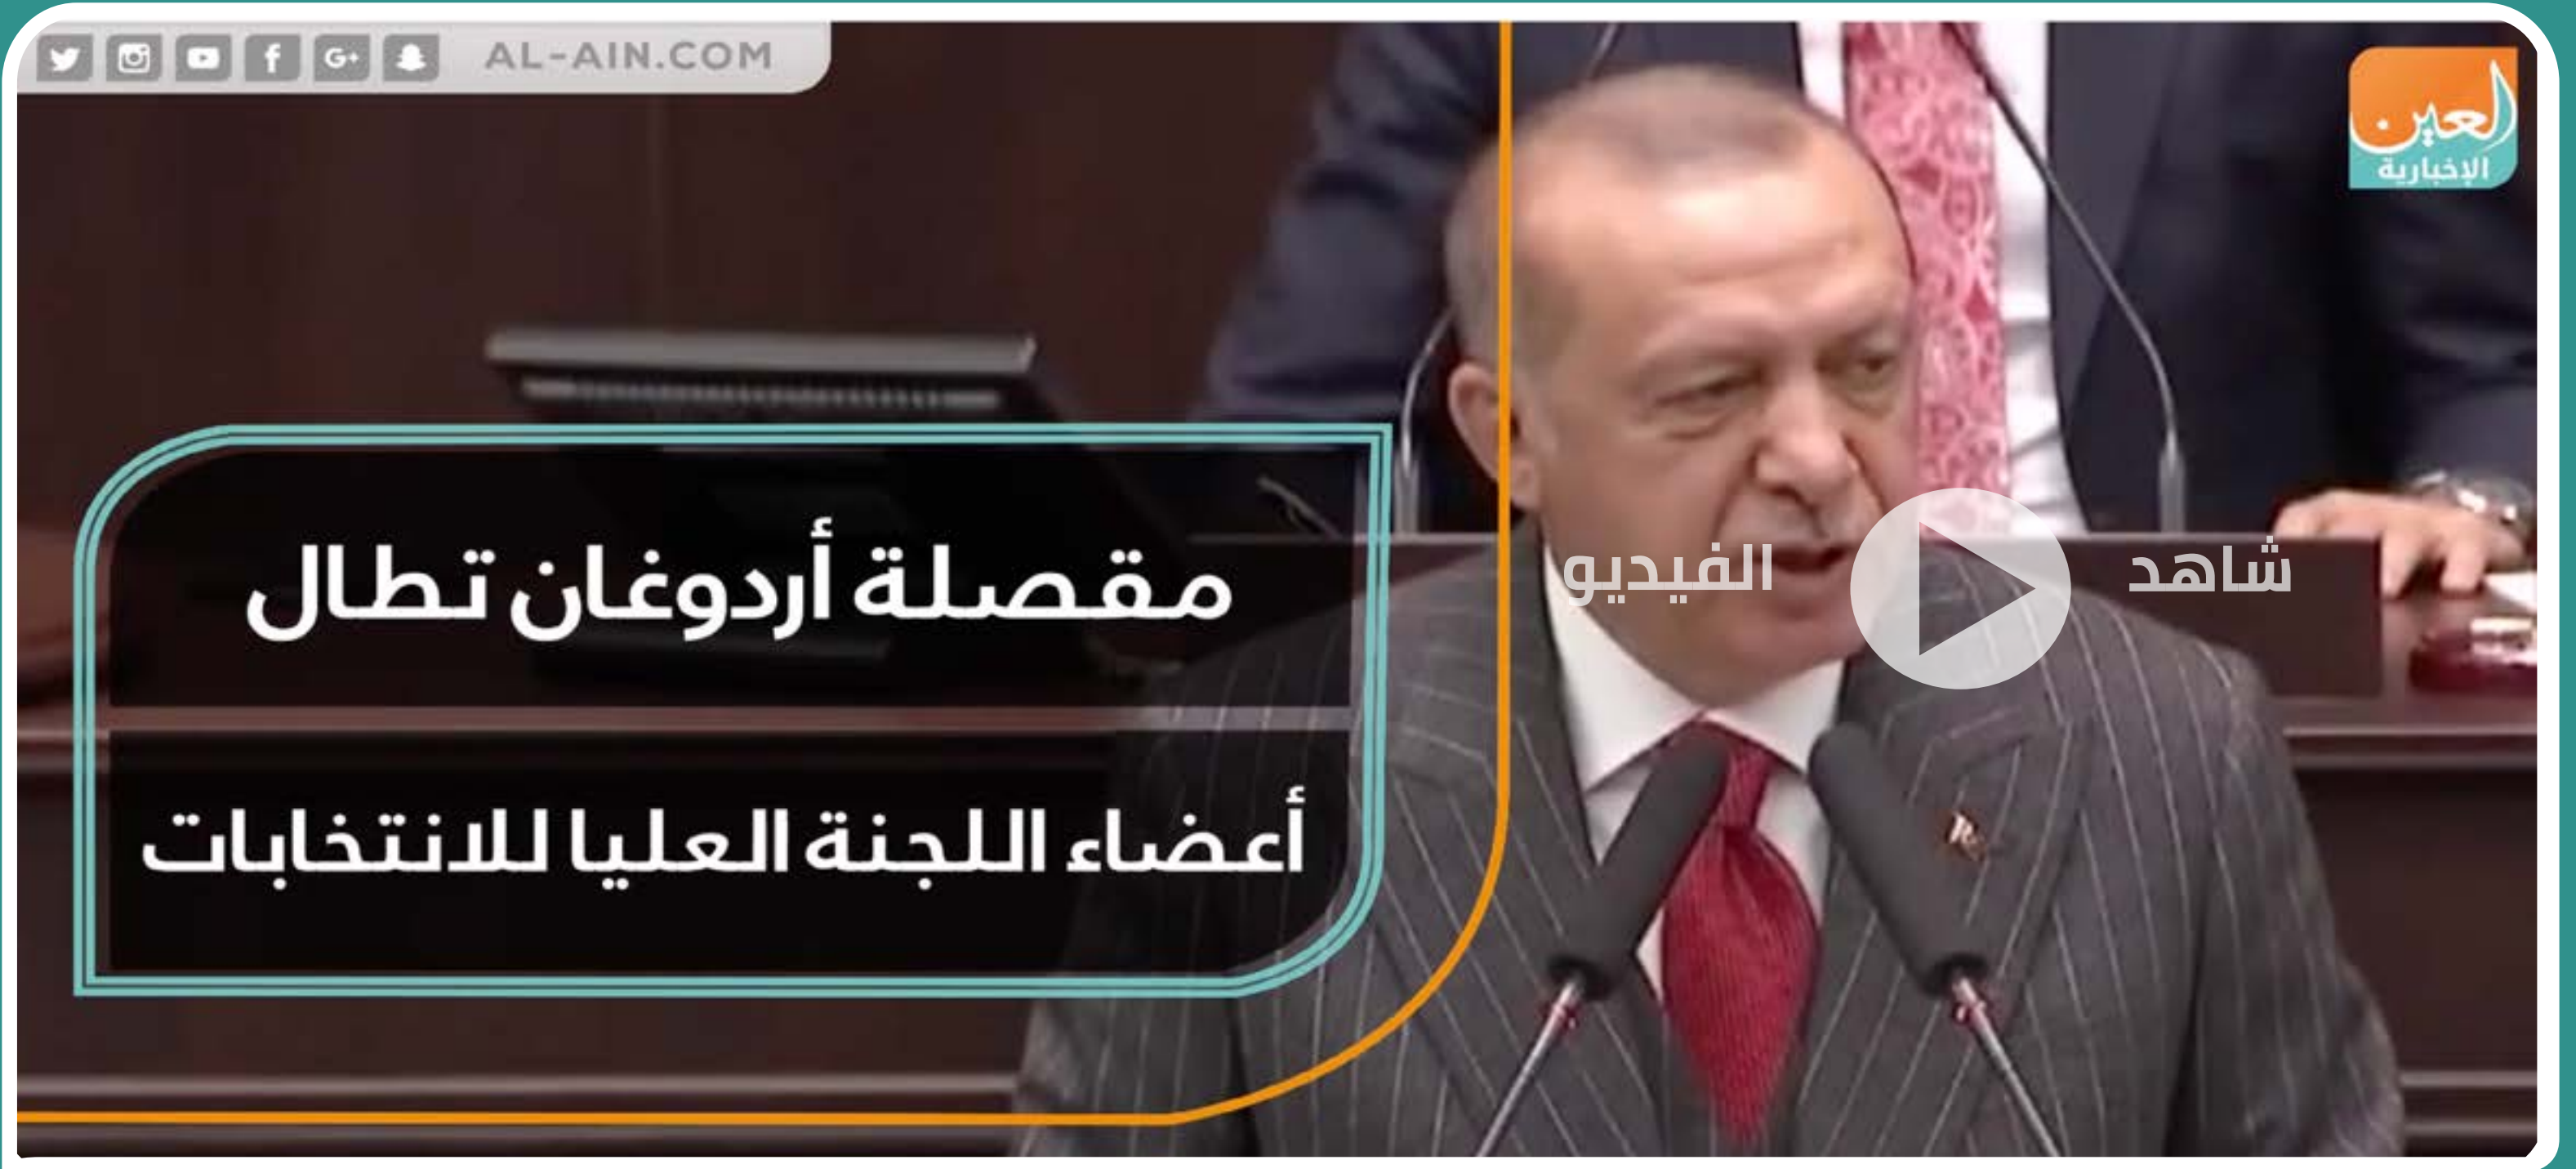 AL-AIN.COM
العين
الإخبارية
مقصلة أردوغان تطال
أعضاء اللجنة العليا للانتخابات
شاهد الفيديو